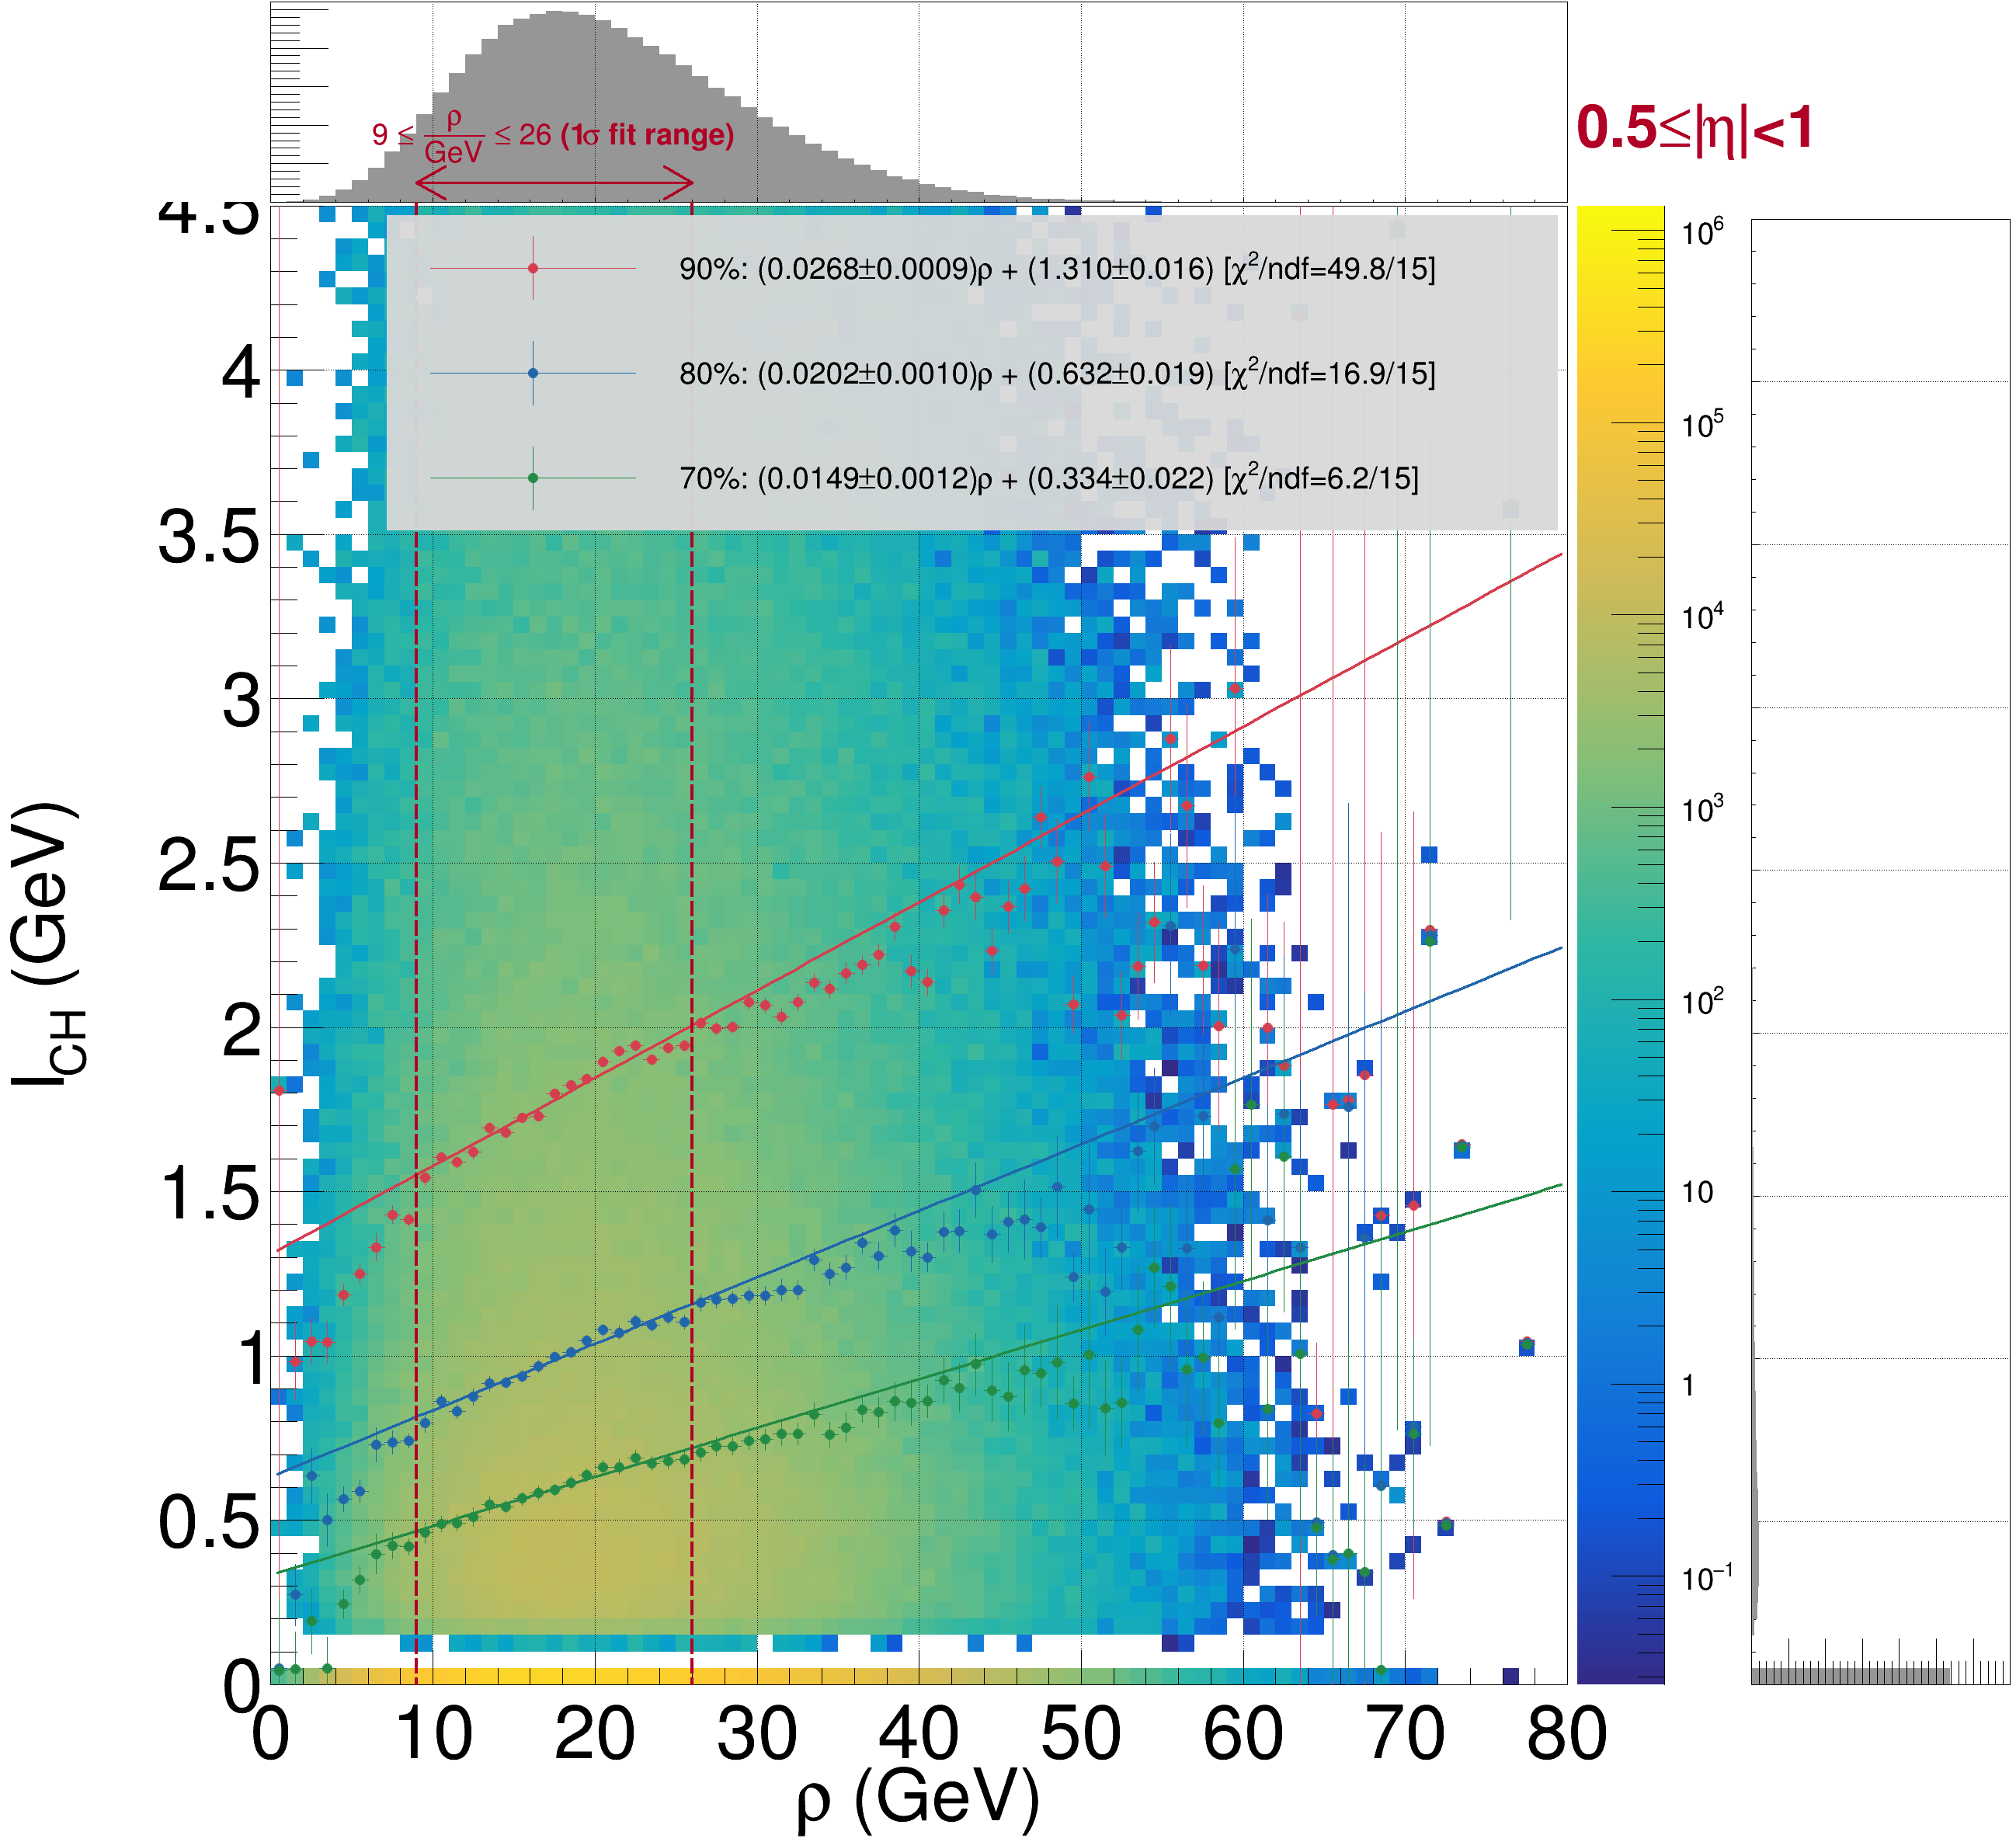 9 ≤ ρ/GeV ≤ 26 (1σ fit range)
0.5≤|η|<1
90%: (0.0268±0.0009)ρ + (1.310±0.016) [χ²/ndf=49.8/15]
80%: (0.0202±0.0010)ρ + (0.632±0.019) [χ²/ndf=16.9/15]
70%: (0.0149±0.0012)ρ + (0.334±0.022) [χ²/ndf=6.2/15]
4.5
4
3.5
3
2.5
2
1.5
1
0.5
0
I_CH (GeV)
0 10 20 30 40 50 60 70 80
ρ (GeV)
10⁶
10⁵
10⁴
10³
10²
10
1
10⁻¹